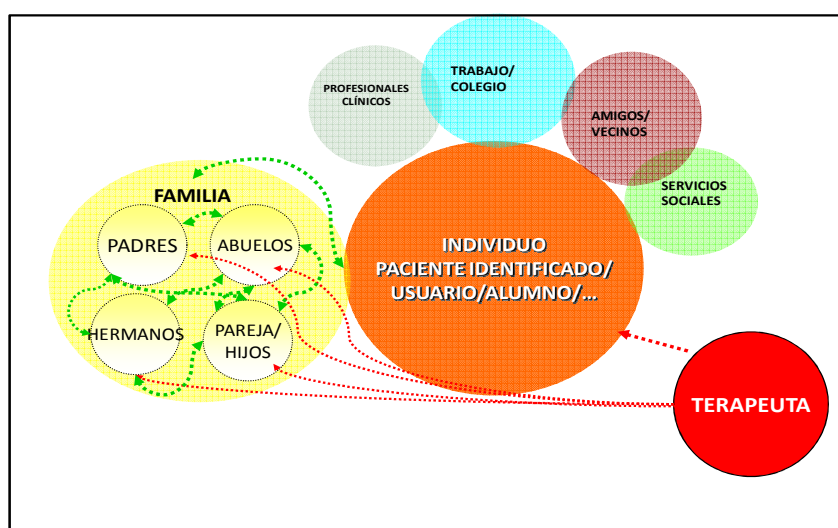 PROFESIONALES
CLÍNICOS
TRABAJO/
COLEGIO
AMIGOS/
VECINOS
SERVICIOS
SOCIALES
FAMILIA
PADRES
ABUELOS
HERMANOS
PAREJA/
HIJOS
INDIVIDUO
PACIENTE IDENTIFICADO/
USUARIO/ALUMNO/...
TERAPEUTA